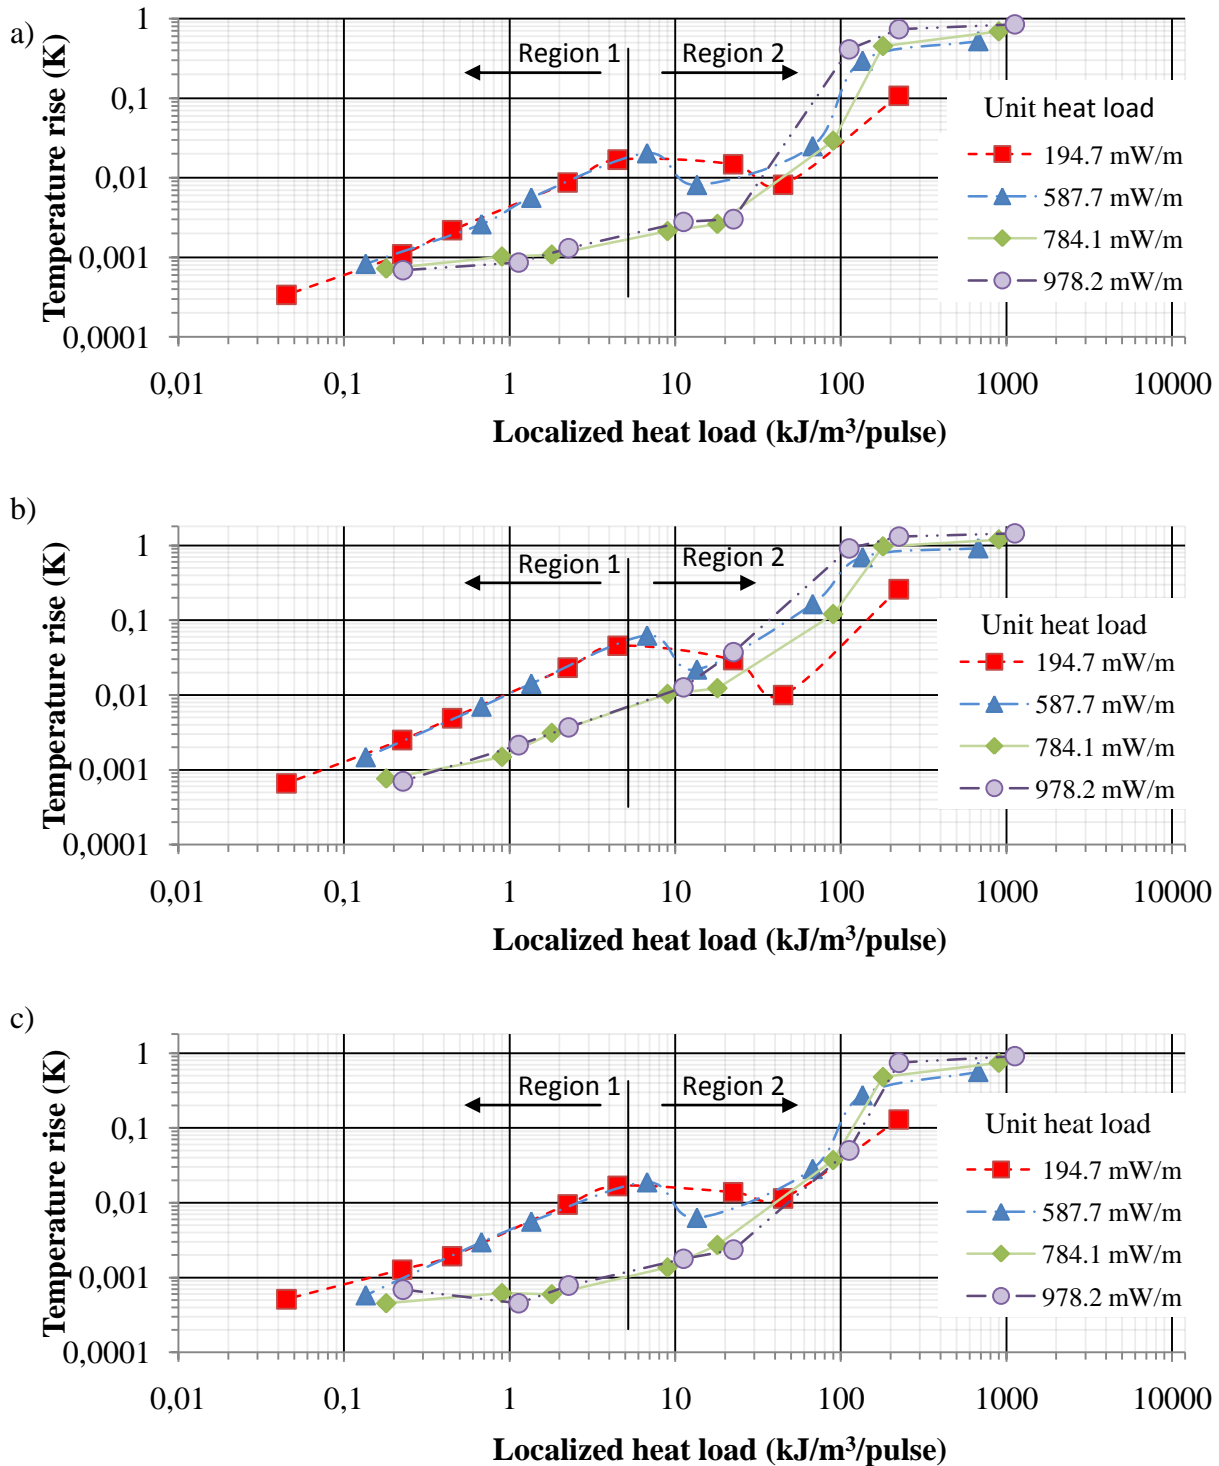 a)
Temperature rise (K)
1
0,1
0,01
0,001
0,0001
Region 1
Region 2
Unit heat load
194.7 mW/m
587.7 mW/m
784.1 mW/m
978.2 mW/m
0,01 0,1 1 10 100 1000 10000
Localized heat load (kJ/m³/pulse)
b)
Temperature rise (K)
1
0,1
0,01
0,001
0,0001
Region 1
Region 2
Unit heat load
194.7 mW/m
587.7 mW/m
784.1 mW/m
978.2 mW/m
0,01 0,1 1 10 100 1000 10000
Localized heat load (kJ/m³/pulse)
c)
Temperature rise (K)
1
0,1
0,01
0,001
0,0001
Region 1
Region 2
Unit heat load
194.7 mW/m
587.7 mW/m
784.1 mW/m
978.2 mW/m
0,01 0,1 1 10 100 1000 10000
Localized heat load (kJ/m³/pulse)